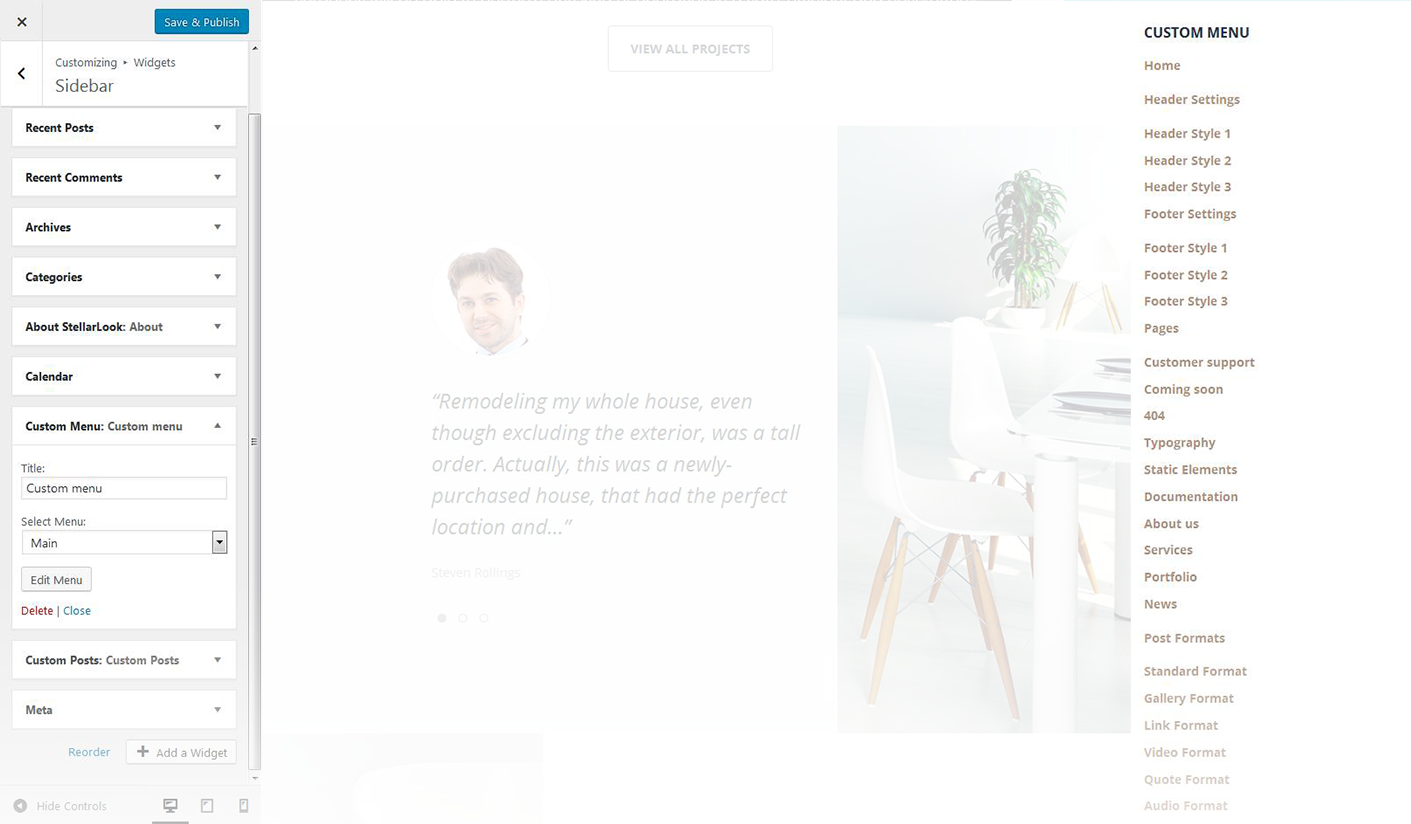 Save & Publish
Customizing ▸ Widgets
Sidebar
Recent Posts
Recent Comments
Archives
Categories
About StellarLook: About
Calendar
Custom Menu: Custom menu
Title:
Custom menu
Select Menu:
Main
Edit Menu
Delete | Close
Custom Posts: Custom Posts
Meta
Reorder
Add a Widget
Hide Controls
VIEW ALL PROJECTS
“Remodeling my whole house, even
though excluding the exterior, was a tall
order. Actually, this was a newly-
purchased house, that had the perfect
location and...”
Steven Rollings
CUSTOM MENU
Home
Header Settings
Header Style 1
Header Style 2
Header Style 3
Footer Settings
Footer Style 1
Footer Style 2
Footer Style 3
Pages
Customer support
Coming soon
404
Typography
Static Elements
Documentation
About us
Services
Portfolio
News
Post Formats
Standard Format
Gallery Format
Link Format
Video Format
Quote Format
Audio Format